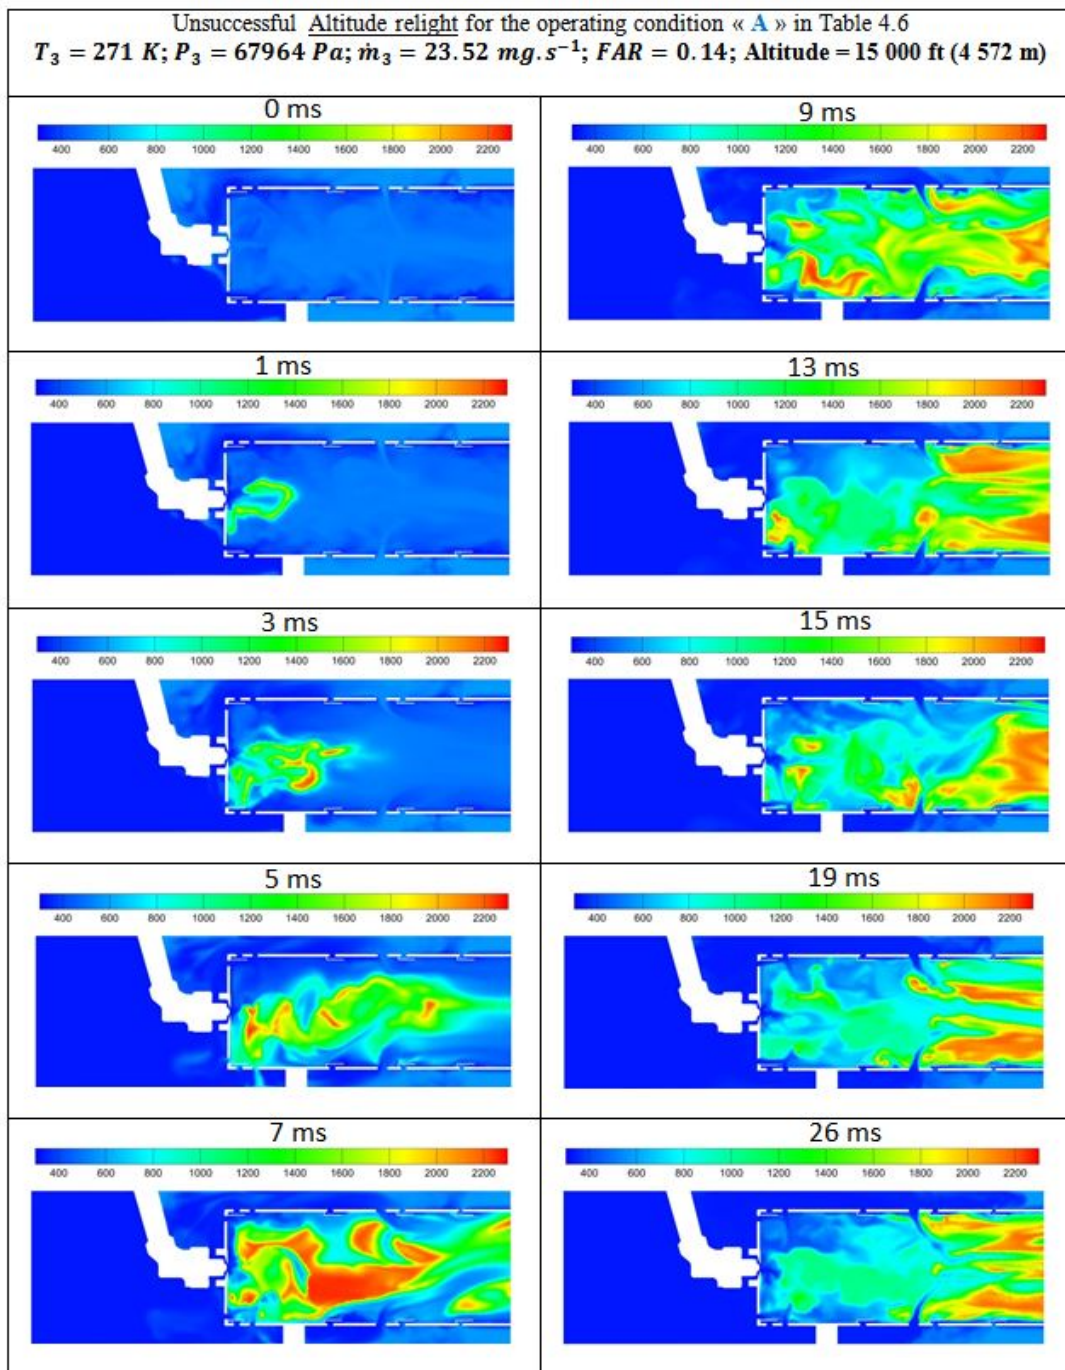 Unsuccessful Altitude relight for the operating condition « A » in Table 4.6
T₃ = 271 K; P₃ = 67964 Pa; ṁ₃ = 23.52 mg.s⁻¹; FAR = 0.14; Altitude = 15 000 ft (4 572 m)
0 ms
400 600 800 1000 1200 1400 1600 1800 2000 2200
9 ms
400 600 800 1000 1200 1400 1600 1800 2000 2200
1 ms
400 600 800 1000 1200 1400 1600 1800 2000 2200
13 ms
400 600 800 1000 1200 1400 1600 1800 2000 2200
3 ms
400 600 800 1000 1200 1400 1600 1800 2000 2200
15 ms
400 600 800 1000 1200 1400 1600 1800 2000 2200
5 ms
400 600 800 1000 1200 1400 1600 1800 2000 2200
19 ms
400 600 800 1000 1200 1400 1600 1800 2000 2200
7 ms
400 600 800 1000 1200 1400 1600 1800 2000 2200
26 ms
400 600 800 1000 1200 1400 1600 1800 2000 2200